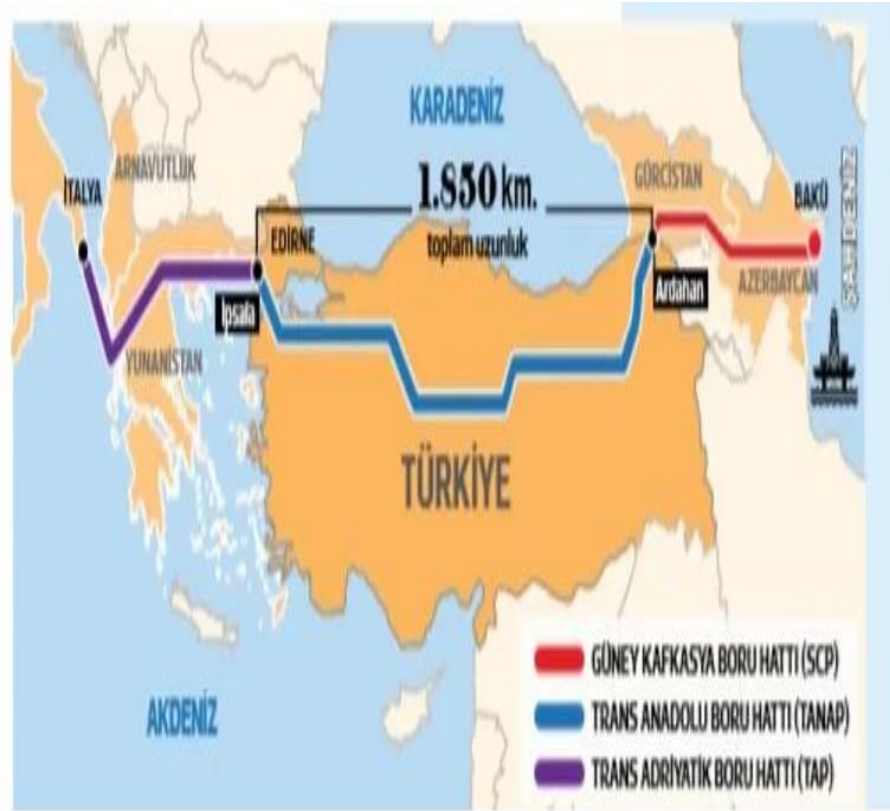 KARADENİZ
1.850 km.
toplam uzunluk
ARNAVUTLUK
İTALYA
EDİRNE
İpsala
YUNANİSTAN
GÜRCİSTAN
BAKÜ
Ardahan
AZERBAYCAN
ŞAH DENİZ
TÜRKİYE
AKDENİZ
GÜNEY KAFKASYA BORU HATTI (SCP)
TRANS ANADOLU BORU HATTI (TANAP)
TRANS ADRİYATİK BORU HATTI (TAP)